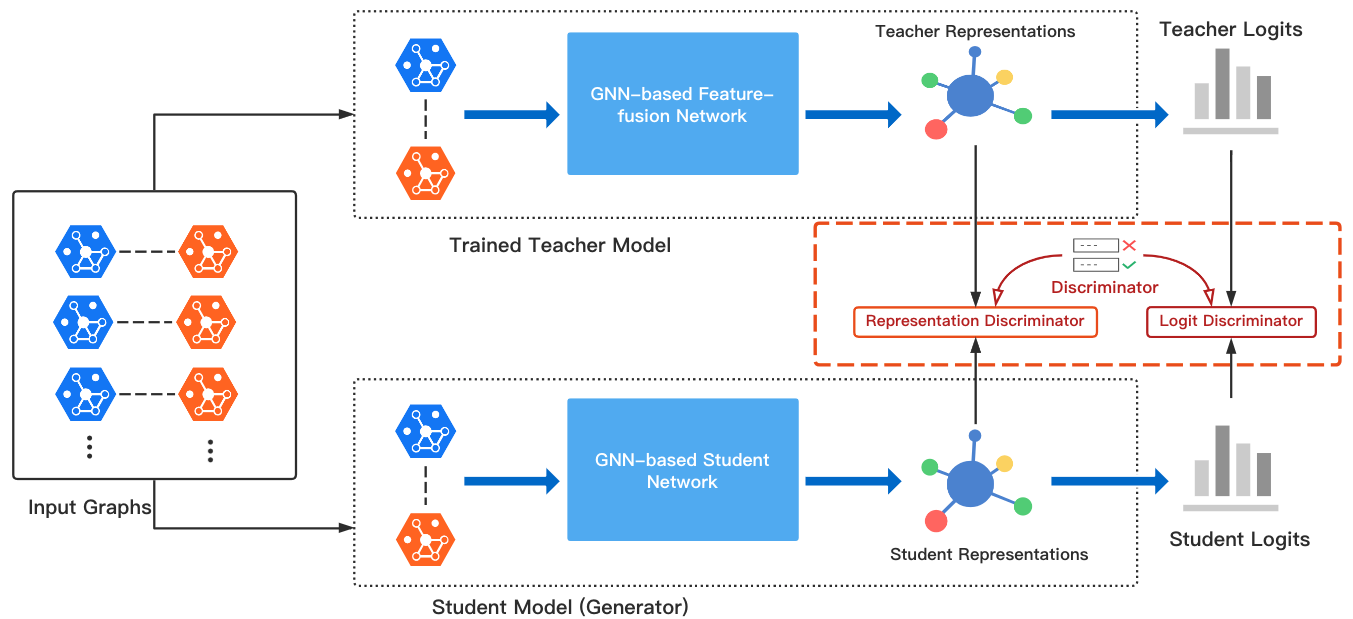 Teacher Representations
Teacher Logits
GNN-based Feature-
fusion Network
Trained Teacher Model
Discriminator
Representation Discriminator
Logit Discriminator
Input Graphs
GNN-based Student
Network
Student Representations
Student Logits
Student Model (Generator)